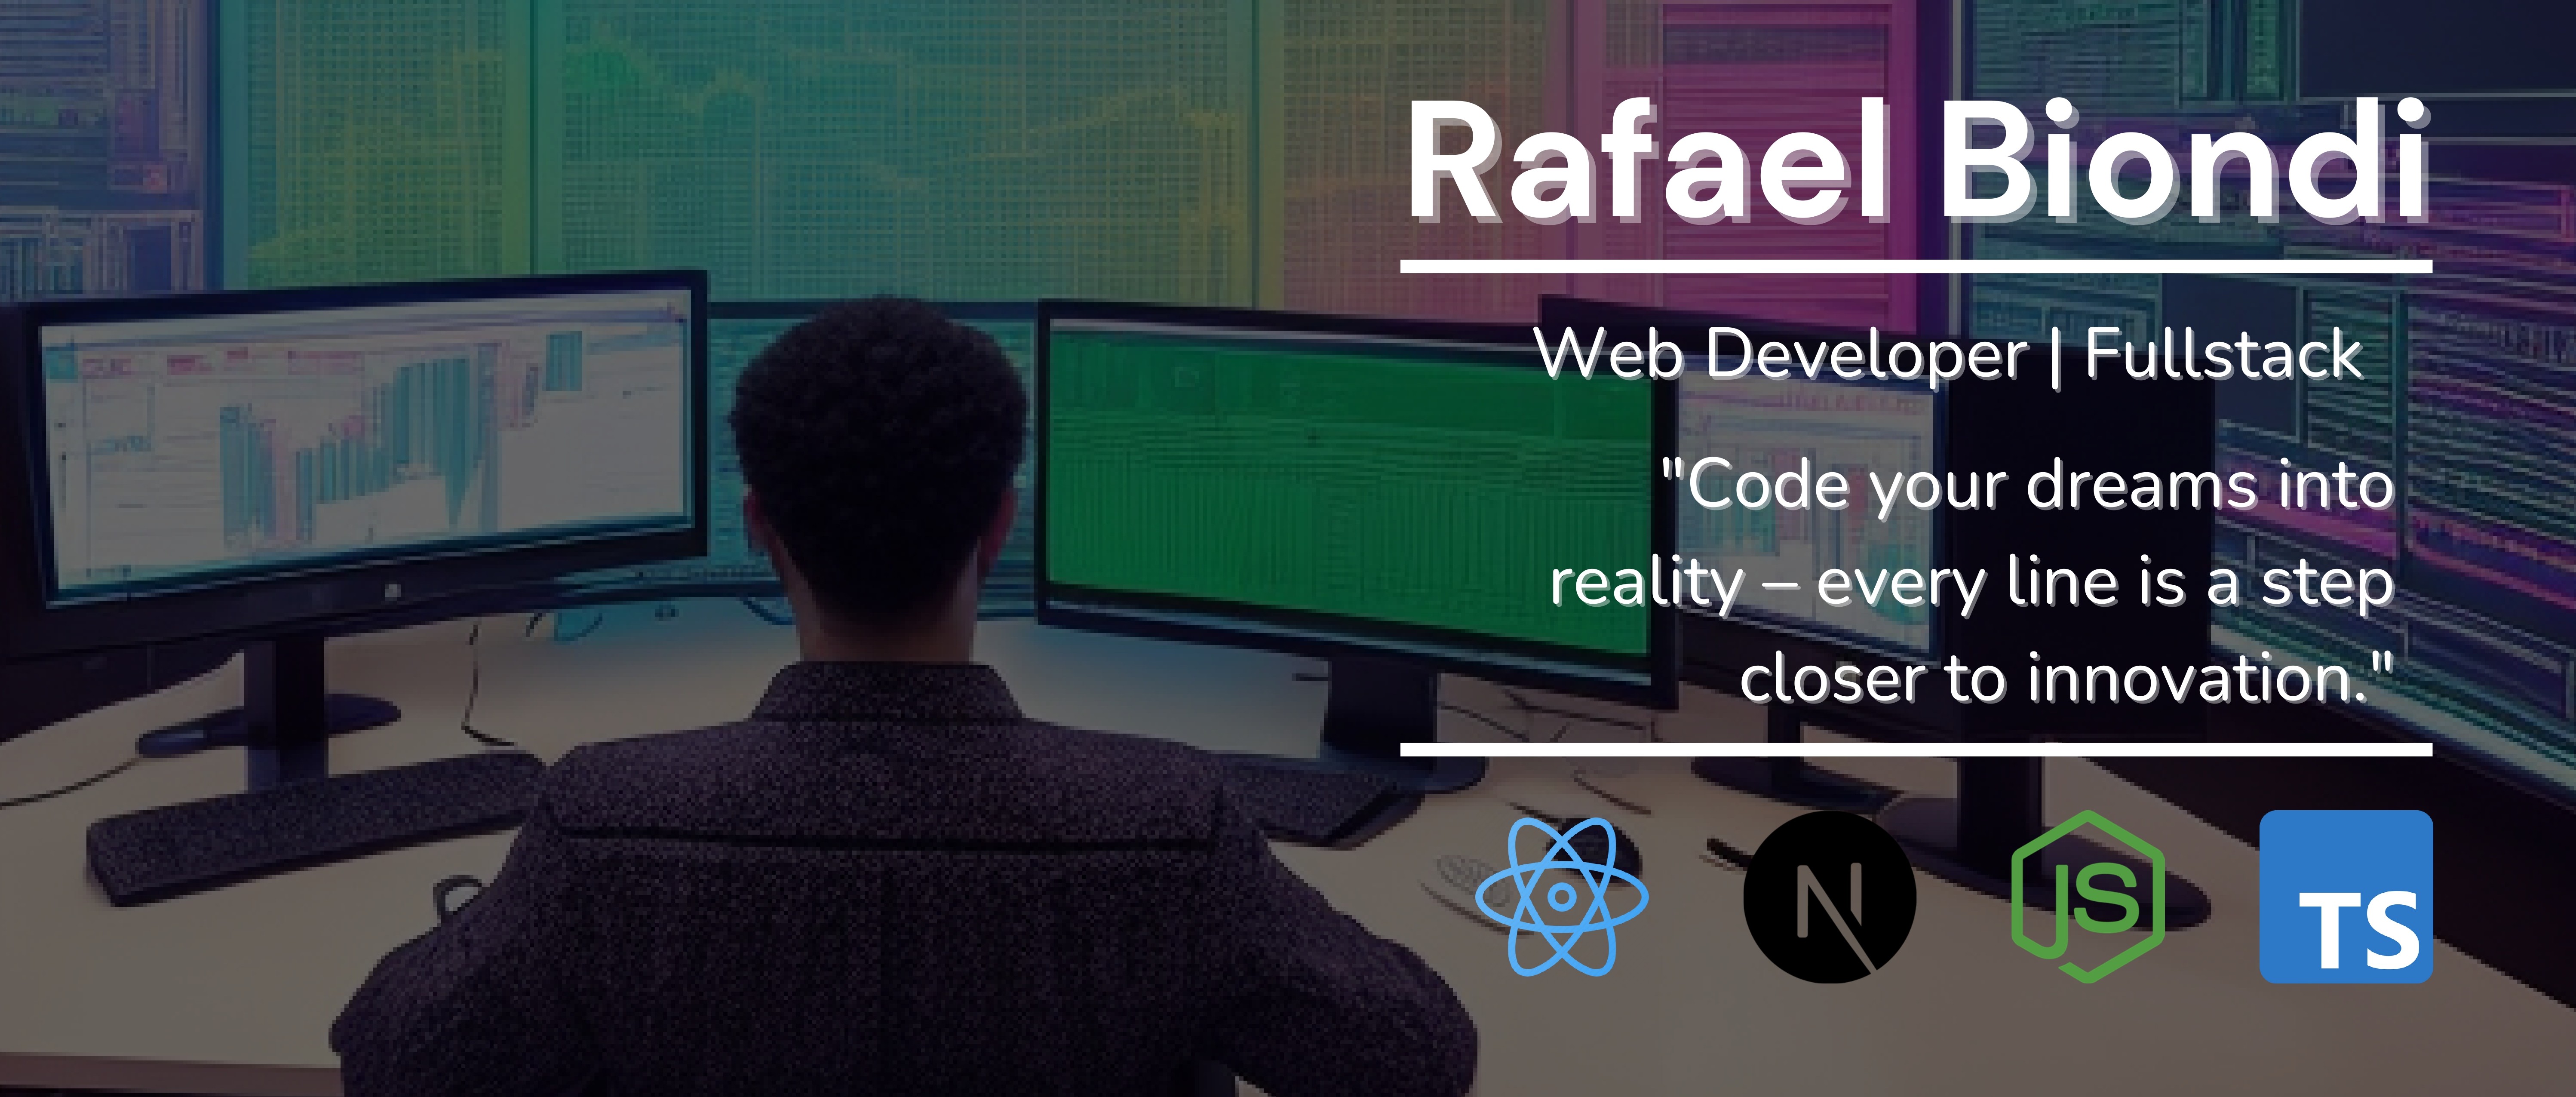 Rafael Biondi
Web Developer | Fullstack
"Code your dreams into
reality – every line is a step
closer to innovation."
N
JS
TS